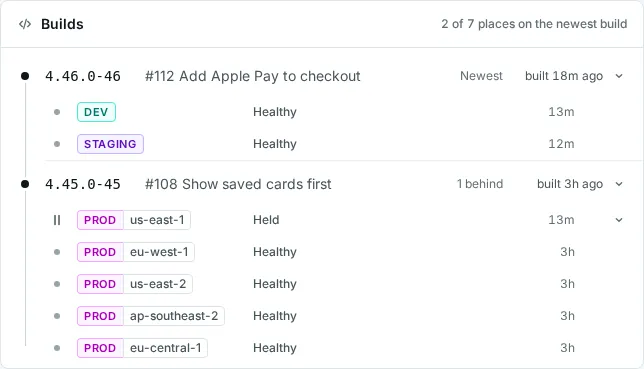 Builds 2 of 7 places on the newest build
4.46.0-46 #112 Add Apple Pay to checkout Newest built 18m ago
DEV Healthy 13m
STAGING Healthy 12m
4.45.0-45 #108 Show saved cards first 1 behind built 3h ago
PROD us-east-1 Held 13m
PROD eu-west-1 Healthy 3h
PROD us-east-2 Healthy 3h
PROD ap-southeast-2 Healthy 3h
PROD eu-central-1 Healthy 3h